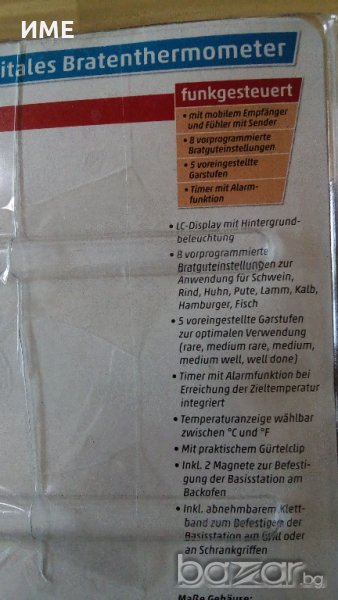 ИМЕ
itales Bratenthermometer
funkgesteuert
• mit mobilem Empfänger
und Fühler mit Sender
• 8 vorprogrammierte
Bratguteinstellungen
• 5 voreingestellte
Garstufen
• Timer mit Alarm-
funktion
• LC-Display mit Hintergrund-
beleuchtung
• 8 vorprogrammierte
Bratguteinstellungen zur
Anwendung für Schwein,
Rind, Huhn, Pute, Lamm, Kalb,
Hamburger, Fisch
• 5 voreingestellte Garstufen
zur optimalen Verwendung
(rare, medium rare, medium,
medium well, well done)
• Timer mit Alarmfunktion bei
Erreichung der Zieltemperatur
integriert
• Temperaturanzeige wählbar
zwischen °C und °F
• Mit praktischem Gürtelclip
• Inkl. 2 Magnete zur Befesti-
gung der Basisstation am
Backofen
• Inkl. abnehmbarem Klett-
band zum Befestigen der
Basisstation am Grill oder
an Schrankgriffen
bazar.bg
Maße Gehäuse: